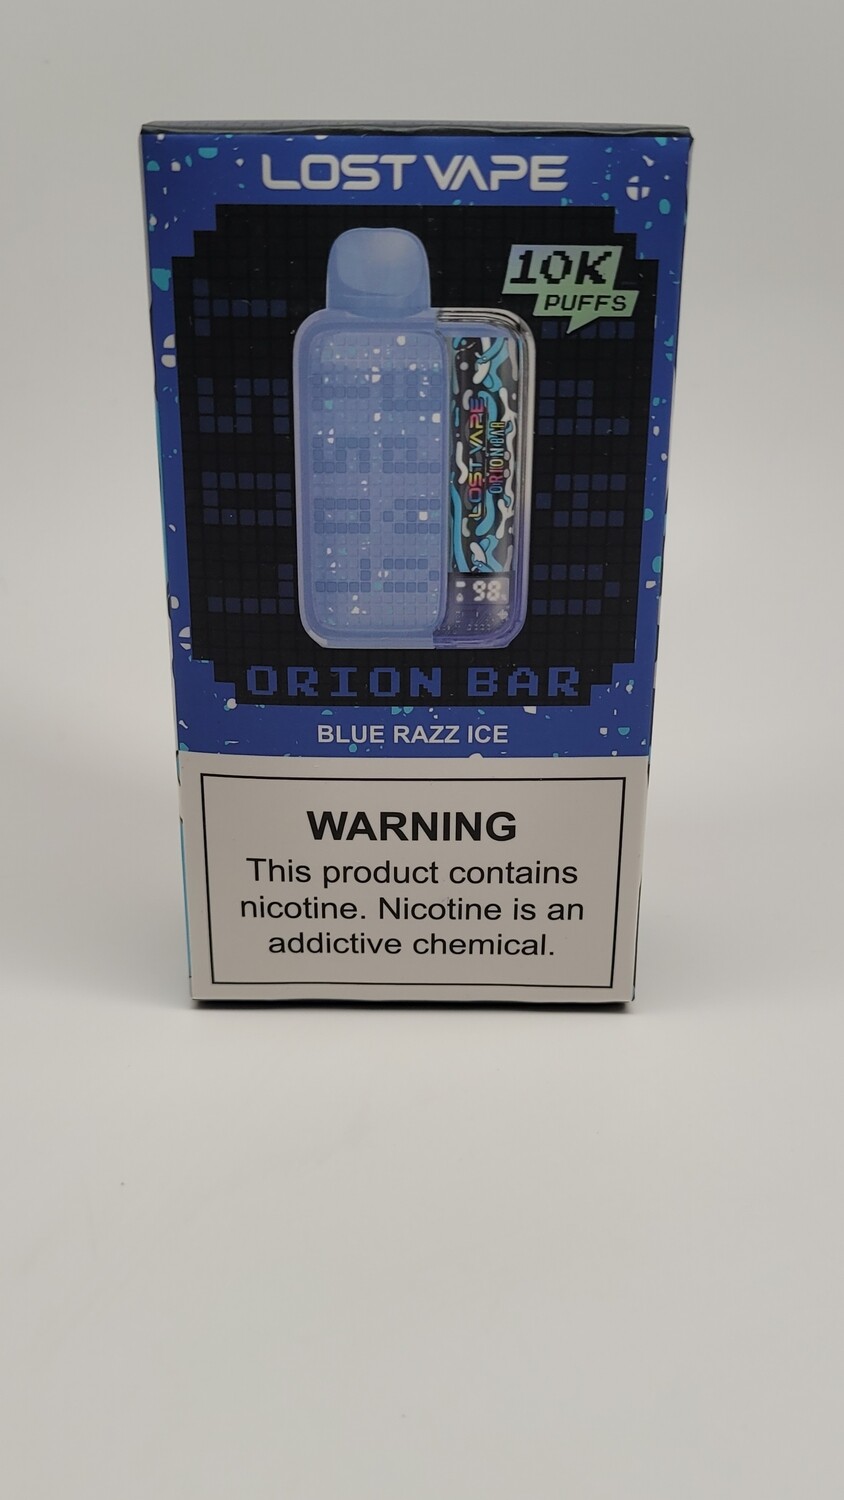 LOST VAPE
10K
PUFFS
LOST VAPE
ORION BAR
98.
ORION BAR
BLUE RAZZ ICE
WARNING
This product contains
nicotine. Nicotine is an
addictive chemical.